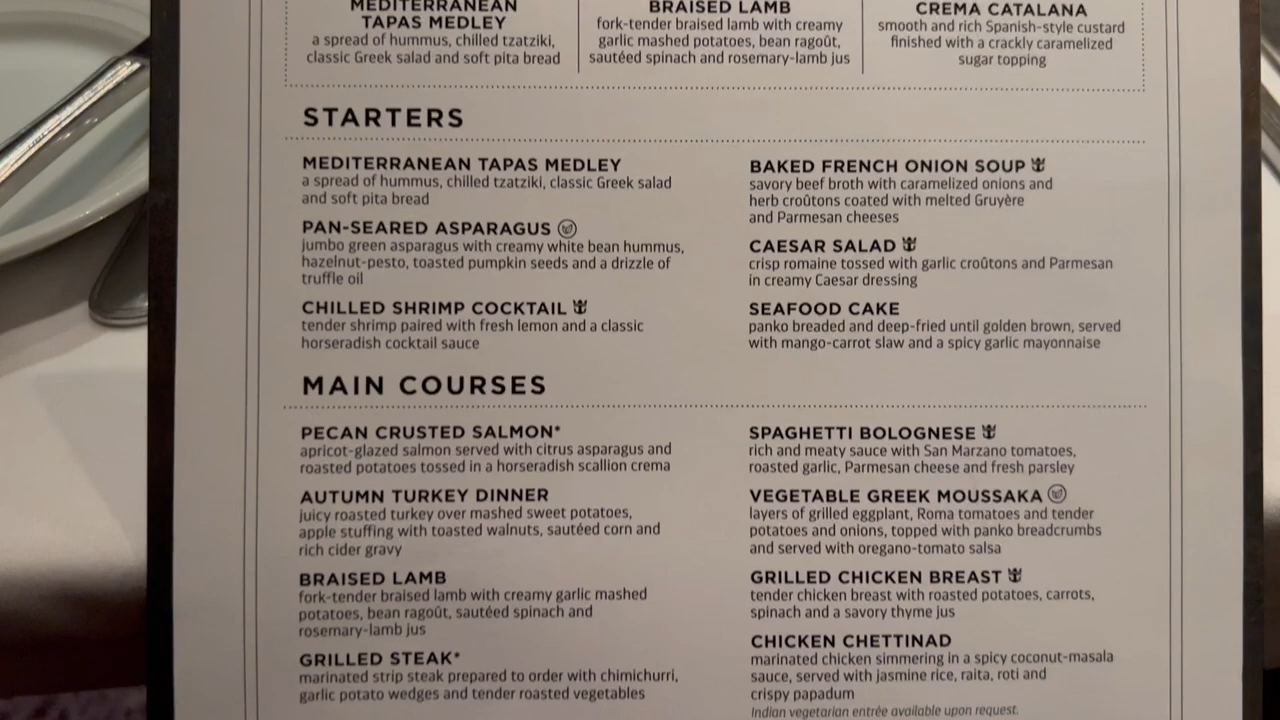 MEDITERRANEAN
TAPAS MEDLEY
a spread of hummus, chilled tzatziki,
classic Greek salad and soft pita bread
BRAISED LAMB
fork-tender braised lamb with creamy
garlic mashed potatoes, bean ragoût,
sautéed spinach and rosemary-lamb jus
CREMA CATALANA
smooth and rich Spanish-style custard
finished with a crackly caramelized
sugar topping
STARTERS
MEDITERRANEAN TAPAS MEDLEY
a spread of hummus, chilled tzatziki, classic Greek salad
and soft pita bread
PAN-SEARED ASPARAGUS
jumbo green asparagus with creamy white bean hummus,
hazelnut-pesto, toasted pumpkin seeds and a drizzle of
truffle oil
CHILLED SHRIMP COCKTAIL
tender shrimp paired with fresh lemon and a classic
horseradish cocktail sauce
BAKED FRENCH ONION SOUP
savory beef broth with caramelized onions and
herb croûtons coated with melted Gruyère
and Parmesan cheeses
CAESAR SALAD
crisp romaine tossed with garlic croûtons and Parmesan
in creamy Caesar dressing
SEAFOOD CAKE
panko breaded and deep-fried until golden brown, served
with mango-carrot slaw and a spicy garlic mayonnaise
MAIN COURSES
PECAN CRUSTED SALMON*
apricot-glazed salmon served with citrus asparagus and
roasted potatoes tossed in a horseradish scallion crema
AUTUMN TURKEY DINNER
juicy roasted turkey over mashed sweet potatoes,
apple stuffing with toasted walnuts, sautéed corn and
rich cider gravy
BRAISED LAMB
fork-tender braised lamb with creamy garlic mashed
potatoes, bean ragoût, sautéed spinach and
rosemary-lamb jus
GRILLED STEAK*
marinated strip steak prepared to order with chimichurri,
garlic potato wedges and tender roasted vegetables
SPAGHETTI BOLOGNESE
rich and meaty sauce with San Marzano tomatoes,
roasted garlic, Parmesan cheese and fresh parsley
VEGETABLE GREEK MOUSSAKA
layers of grilled eggplant, Roma tomatoes and tender
potatoes and onions, topped with panko breadcrumbs
and served with oregano-tomato salsa
GRILLED CHICKEN BREAST
tender chicken breast with roasted potatoes, carrots,
spinach and a savory thyme jus
CHICKEN CHETTINAD
marinated chicken simmering in a spicy coconut-masala
sauce, served with jasmine rice, raita, roti and
crispy papadum
Indian vegetarian entrée available upon request.